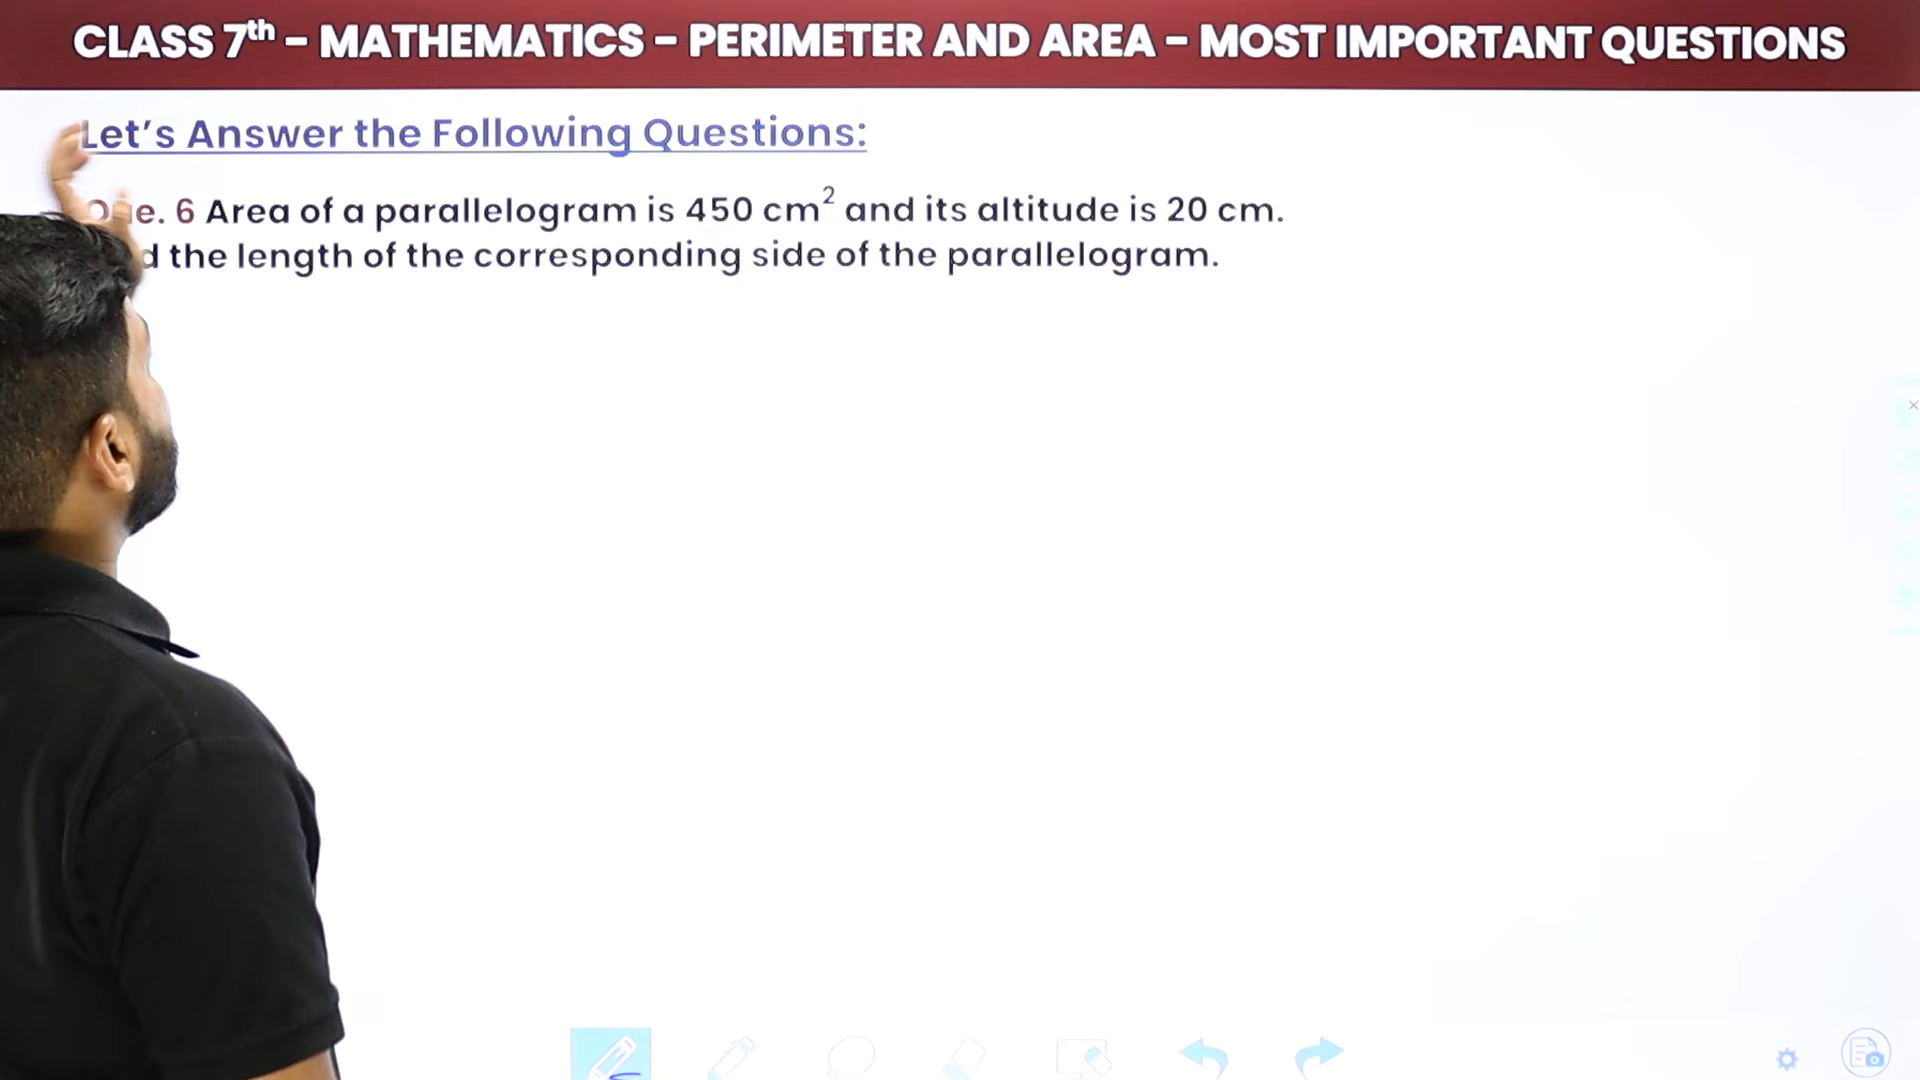 CLASS 7th - MATHEMATICS - PERIMETER AND AREA - MOST IMPORTANT QUESTIONS
Let's Answer the Following Questions:
Que. 6 Area of a parallelogram is 450 cm² and its altitude is 20 cm.
the length of the corresponding side of the parallelogram.